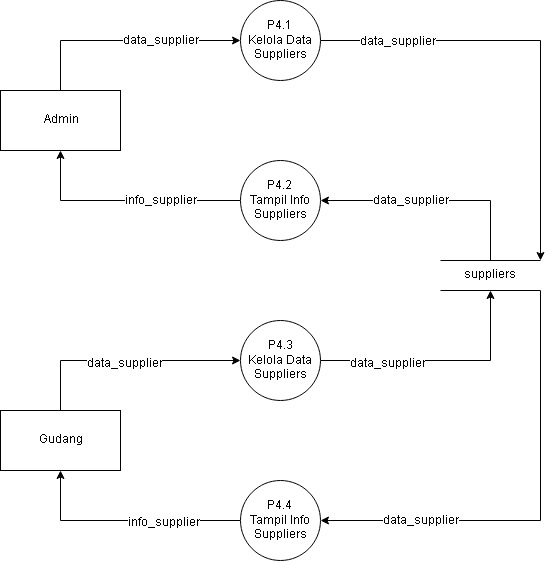 P4.1
Kelola Data
Suppliers
data_supplier
data_supplier
Admin
P4.2
Tampil Info
Suppliers
info_supplier
data_supplier
suppliers
P4.3
Kelola Data
Suppliers
data_supplier
data_supplier
Gudang
P4.4
Tampil Info
Suppliers
info_supplier
data_supplier